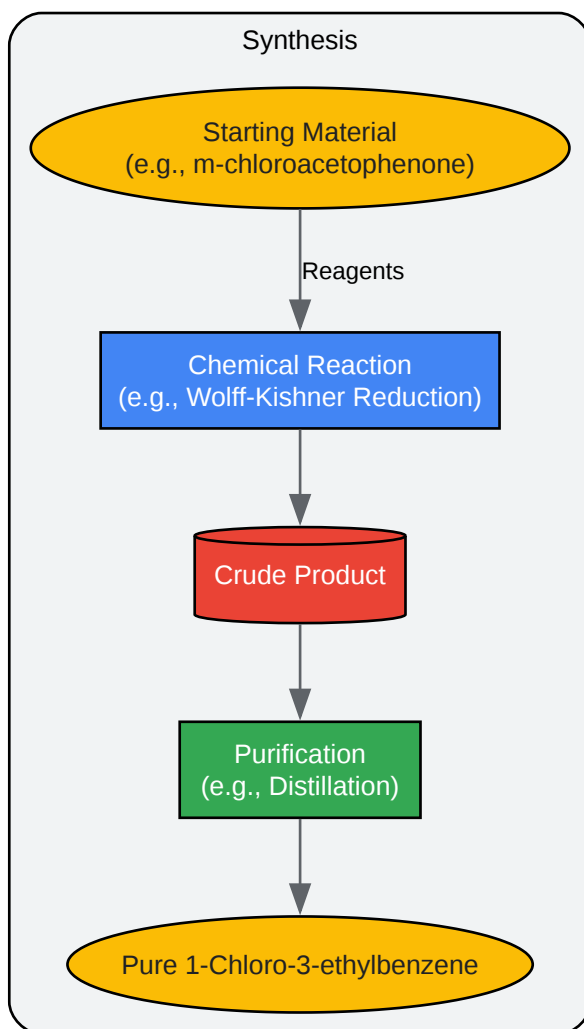 Synthesis
Starting Material
(e.g., m-chloroacetophenone)
Reagents
Chemical Reaction
(e.g., Wolff-Kishner Reduction)
Crude Product
Purification
(e.g., Distillation)
Pure 1-Chloro-3-ethylbenzene